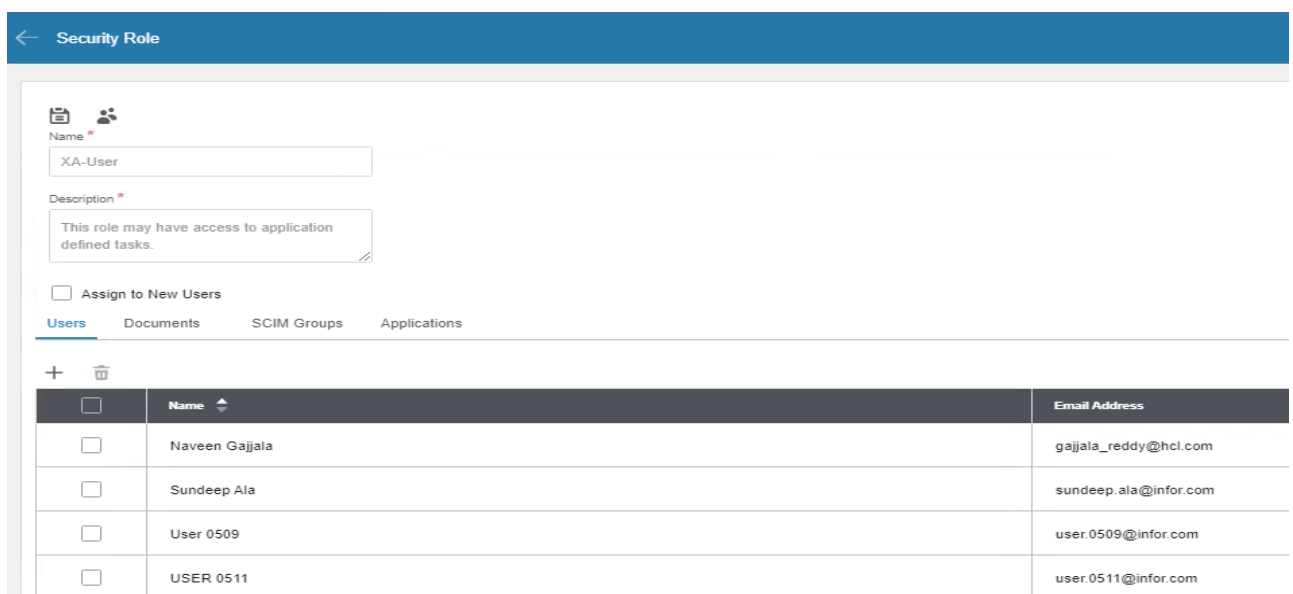 Security Role
Name *
XA-User
Description *
This role may have access to application
defined tasks.
Assign to New Users
Users Documents SCIM Groups Applications
Name Email Address
Naveen Gajjala gajjala_reddy@hcl.com
Sundeep Ala sundeep.ala@infor.com
User 0509 user.0509@infor.com
USER 0511 user.0511@infor.com